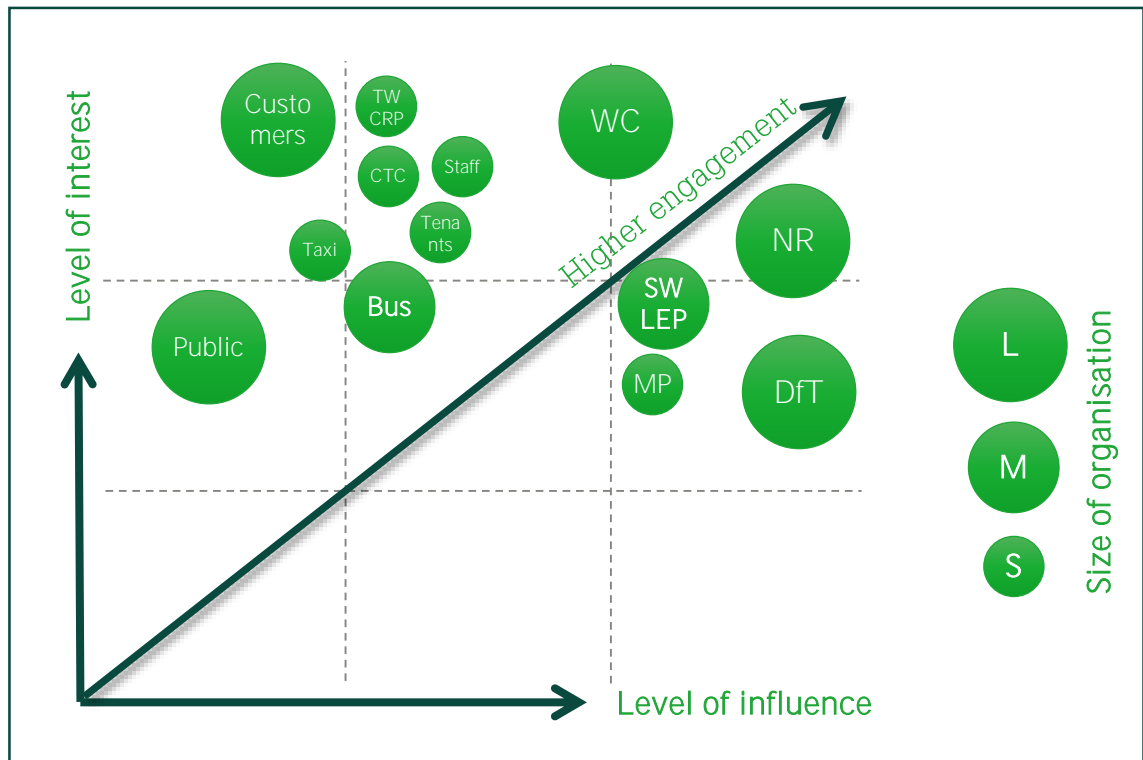 Level of interest
Custo
mers
TW
CRP
CTC
Staff
Tena
nts
Taxi
Bus
Public
WC
Higher engagement
NR
SW
LEP
MP
DfT
L
M
S
Size of organisation
Level of influence